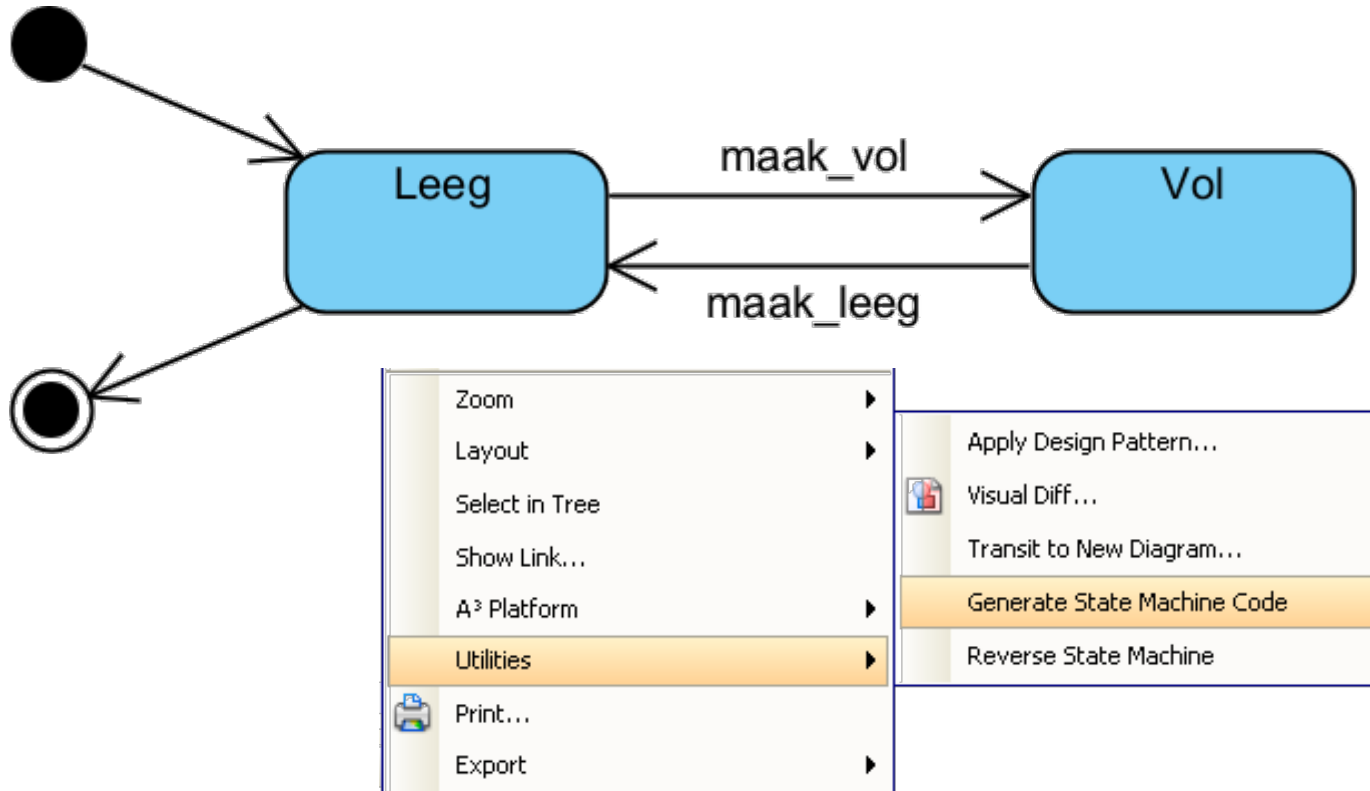 Leeg
maak_vol
Vol
maak_leeg
Zoom
Layout
Select in Tree
Show Link...
A³ Platform
Utilities
Print...
Export
Apply Design Pattern...
Visual Diff...
Transit to New Diagram...
Generate State Machine Code
Reverse State Machine